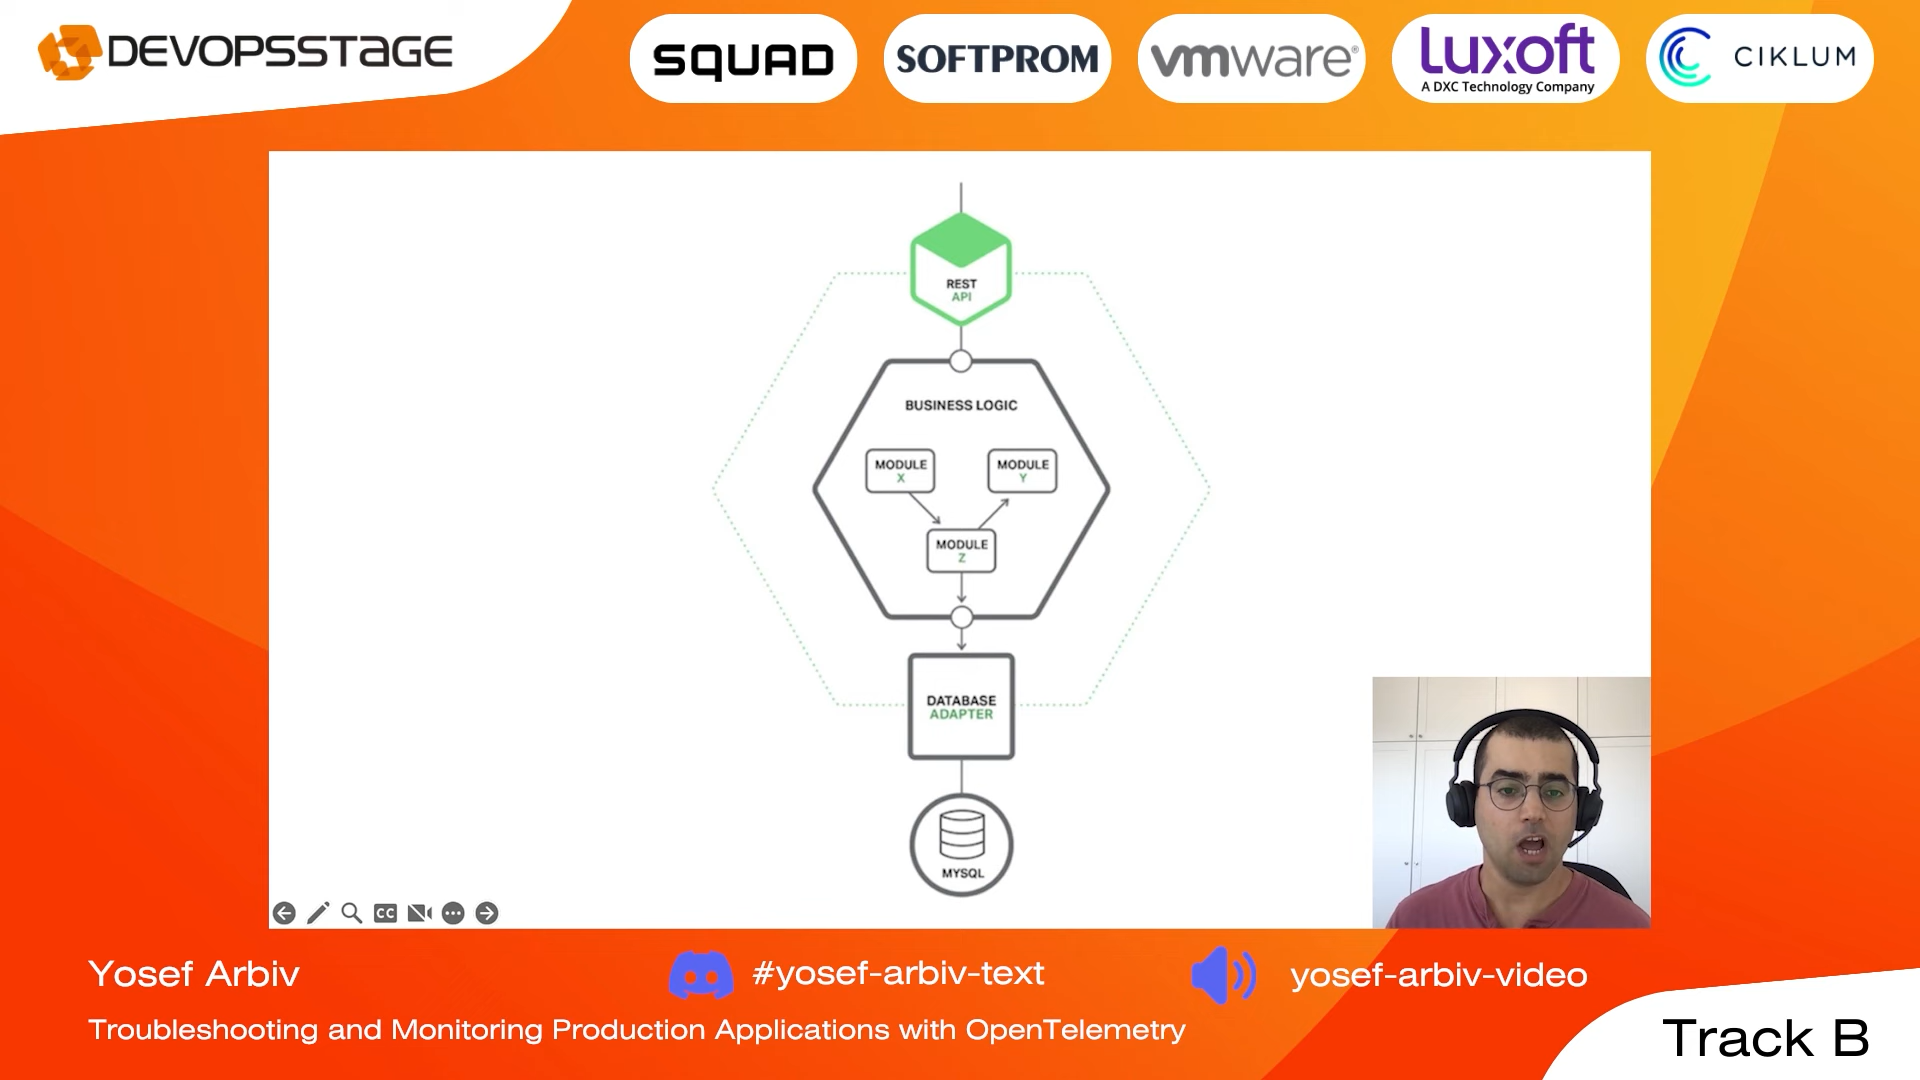 DEVOPSSTAGE
SQUAD
SOFTPROM
vmware®
Luxoft
A DXC Technology Company
CIKLUM
REST
API
BUSINESS LOGIC
MODULE
X
MODULE
Y
MODULE
Z
DATABASE
ADAPTER
MYSQL
CC
Yosef Arbiv
#yosef-arbiv-text
yosef-arbiv-video
Troubleshooting and Monitoring Production Applications with OpenTelemetry
Track B